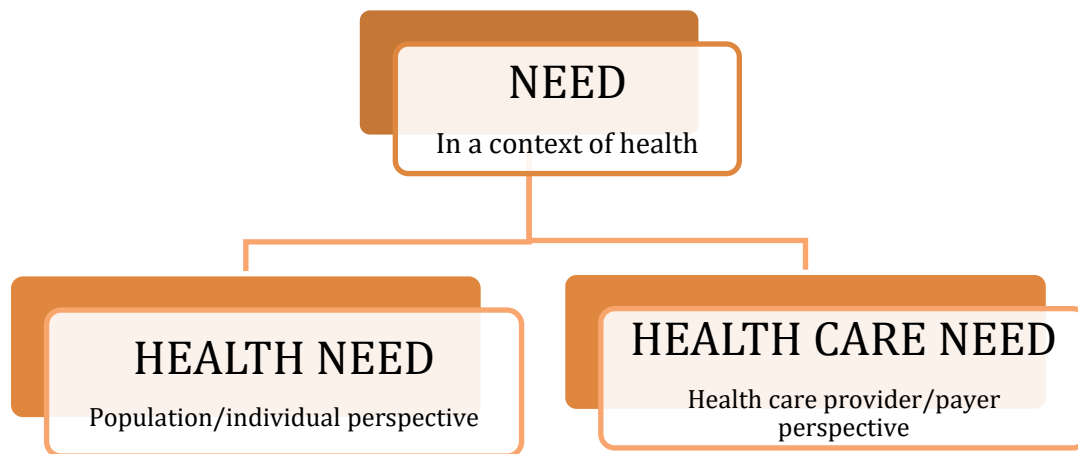 NEED
In a context of health
HEALTH NEED
Population/individual perspective
HEALTH CARE NEED
Health care provider/payer
perspective